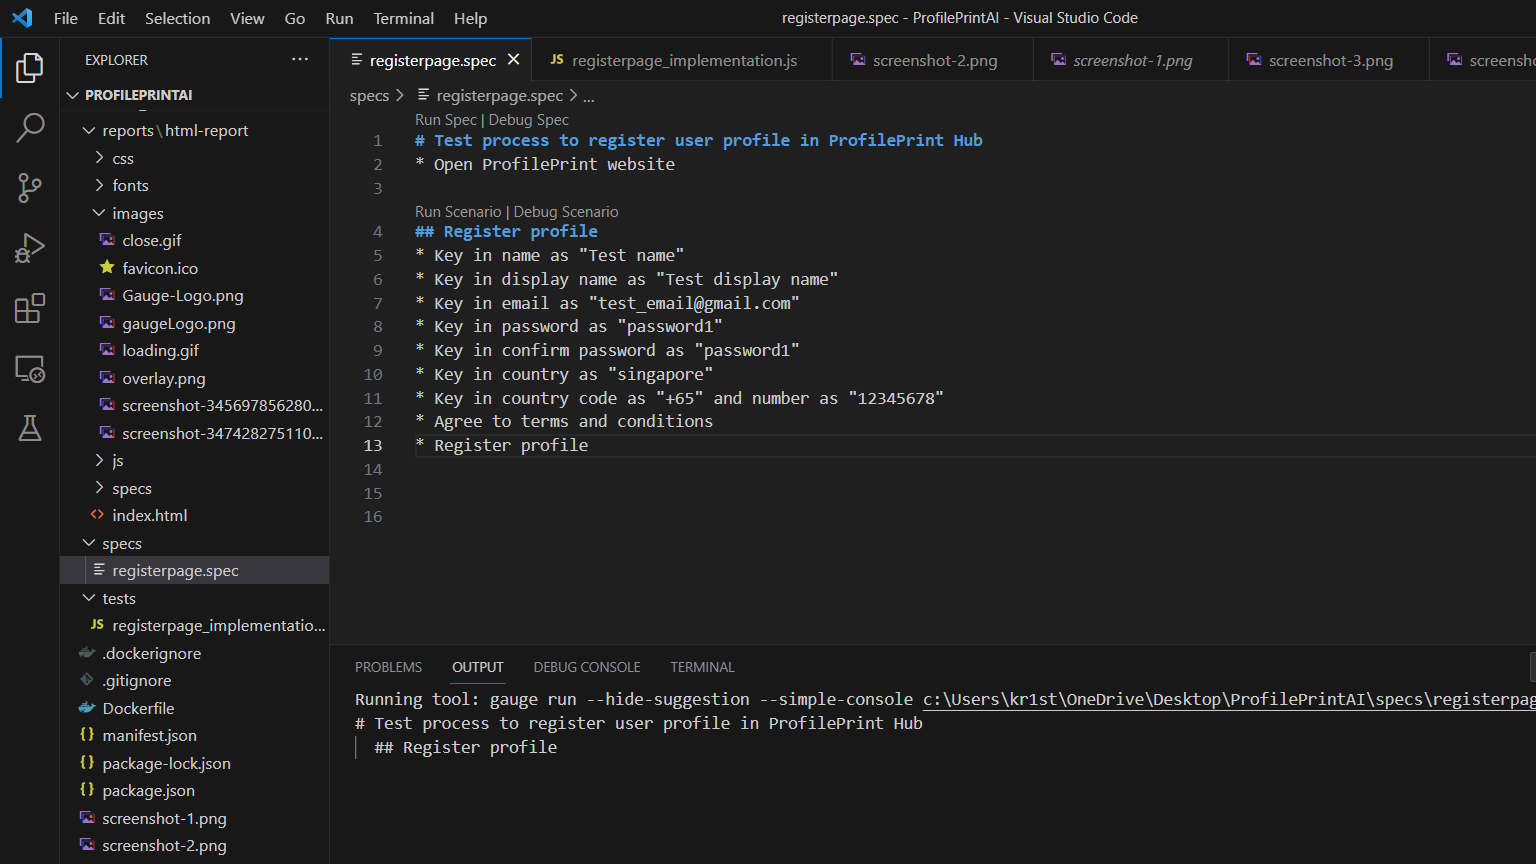 File Edit Selection View Go Run Terminal Help
registerpage.spec - ProfilePrintAI - Visual Studio Code
EXPLORER
PROFILEPRINTAI
reports\html-report
css
fonts
images
close.gif
favicon.ico
Gauge-Logo.png
gaugeLogo.png
loading.gif
overlay.png
screenshot-345697856280...
screenshot-347428275110...
js
specs
index.html
specs
registerpage.spec
tests
JS registerpage_implementatio...
.dockerignore
.gitignore
Dockerfile
{} manifest.json
{} package-lock.json
{} package.json
screenshot-1.png
screenshot-2.png
registerpage.spec JS registerpage_implementation.js screenshot-2.png screenshot-1.png screenshot-3.png screensho
specs > registerpage.spec > ...
Run Spec | Debug Spec
1 # Test process to register user profile in ProfilePrint Hub
2 * Open ProfilePrint website
3
Run Scenario | Debug Scenario
4 ## Register profile
5 * Key in name as "Test name"
6 * Key in display name as "Test display name"
7 * Key in email as "test_email@gmail.com"
8 * Key in password as "password1"
9 * Key in confirm password as "password1"
10 * Key in country as "singapore"
11 * Key in country code as "+65" and number as "12345678"
12 * Agree to terms and conditions
13 * Register profile
14
15
16
PROBLEMS OUTPUT DEBUG CONSOLE TERMINAL
Running tool: gauge run --hide-suggestion --simple-console c:\Users\kr1st\OneDrive\Desktop\ProfilePrintAI\specs\registerpag
# Test process to register user profile in ProfilePrint Hub
## Register profile